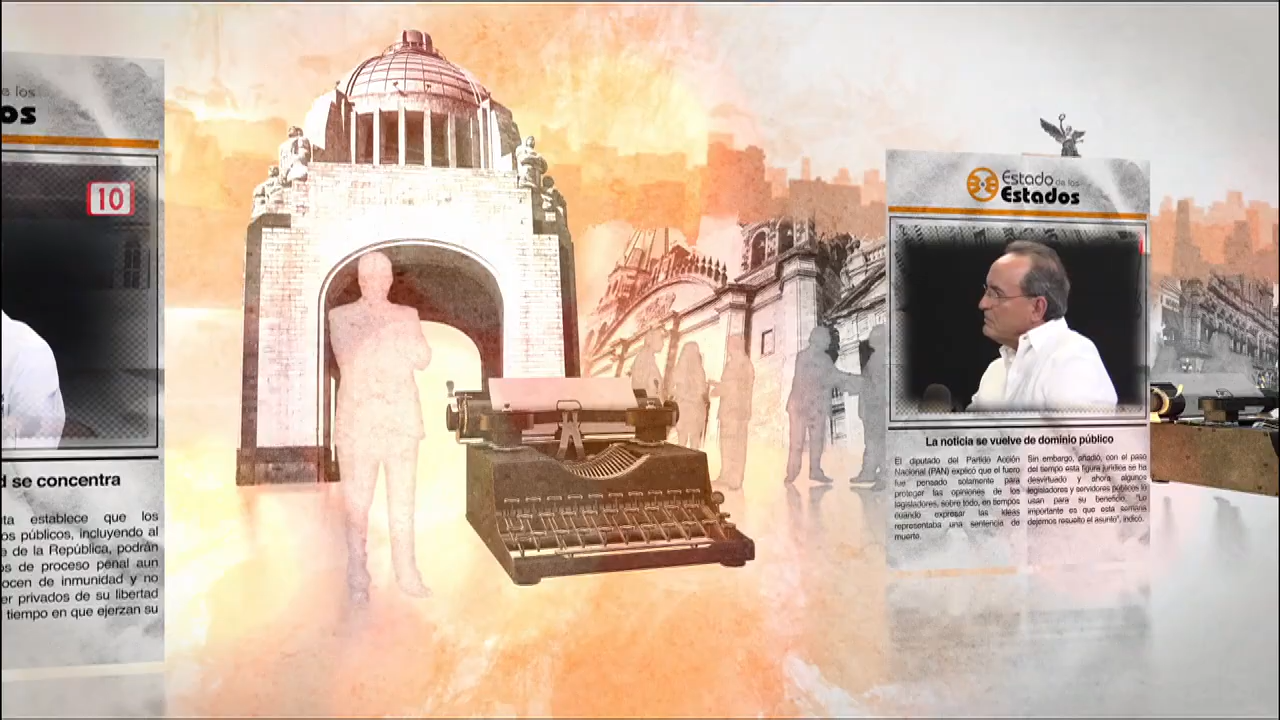 e los
os
10
d se concentra
ta establece que los
os públicos, incluyendo al
e de la República, podrán
os de proceso penal aun
ocen de inmunidad y no
er privados de su libertad
tiempo en que ejerzan su
Estado de los
Estados
La noticia se vuelve de dominio público
El diputado del Partido Acción
Nacional (PAN) explicó que el fuero
fue pensado solamente para
proteger las opiniones de los
legisladores, sobre todo, en tiempos
cuando expresar las ideas
representaba una sentencia de
muerte.
Sin embargo, añadió, con el paso
del tiempo esta figura jurídica se ha
desvirtuado y ahora algunos
legisladores y servidores públicos lo
usan para su beneficio. "Lo
importante es que esta semana
dejemos resuelto el asunto", indicó.